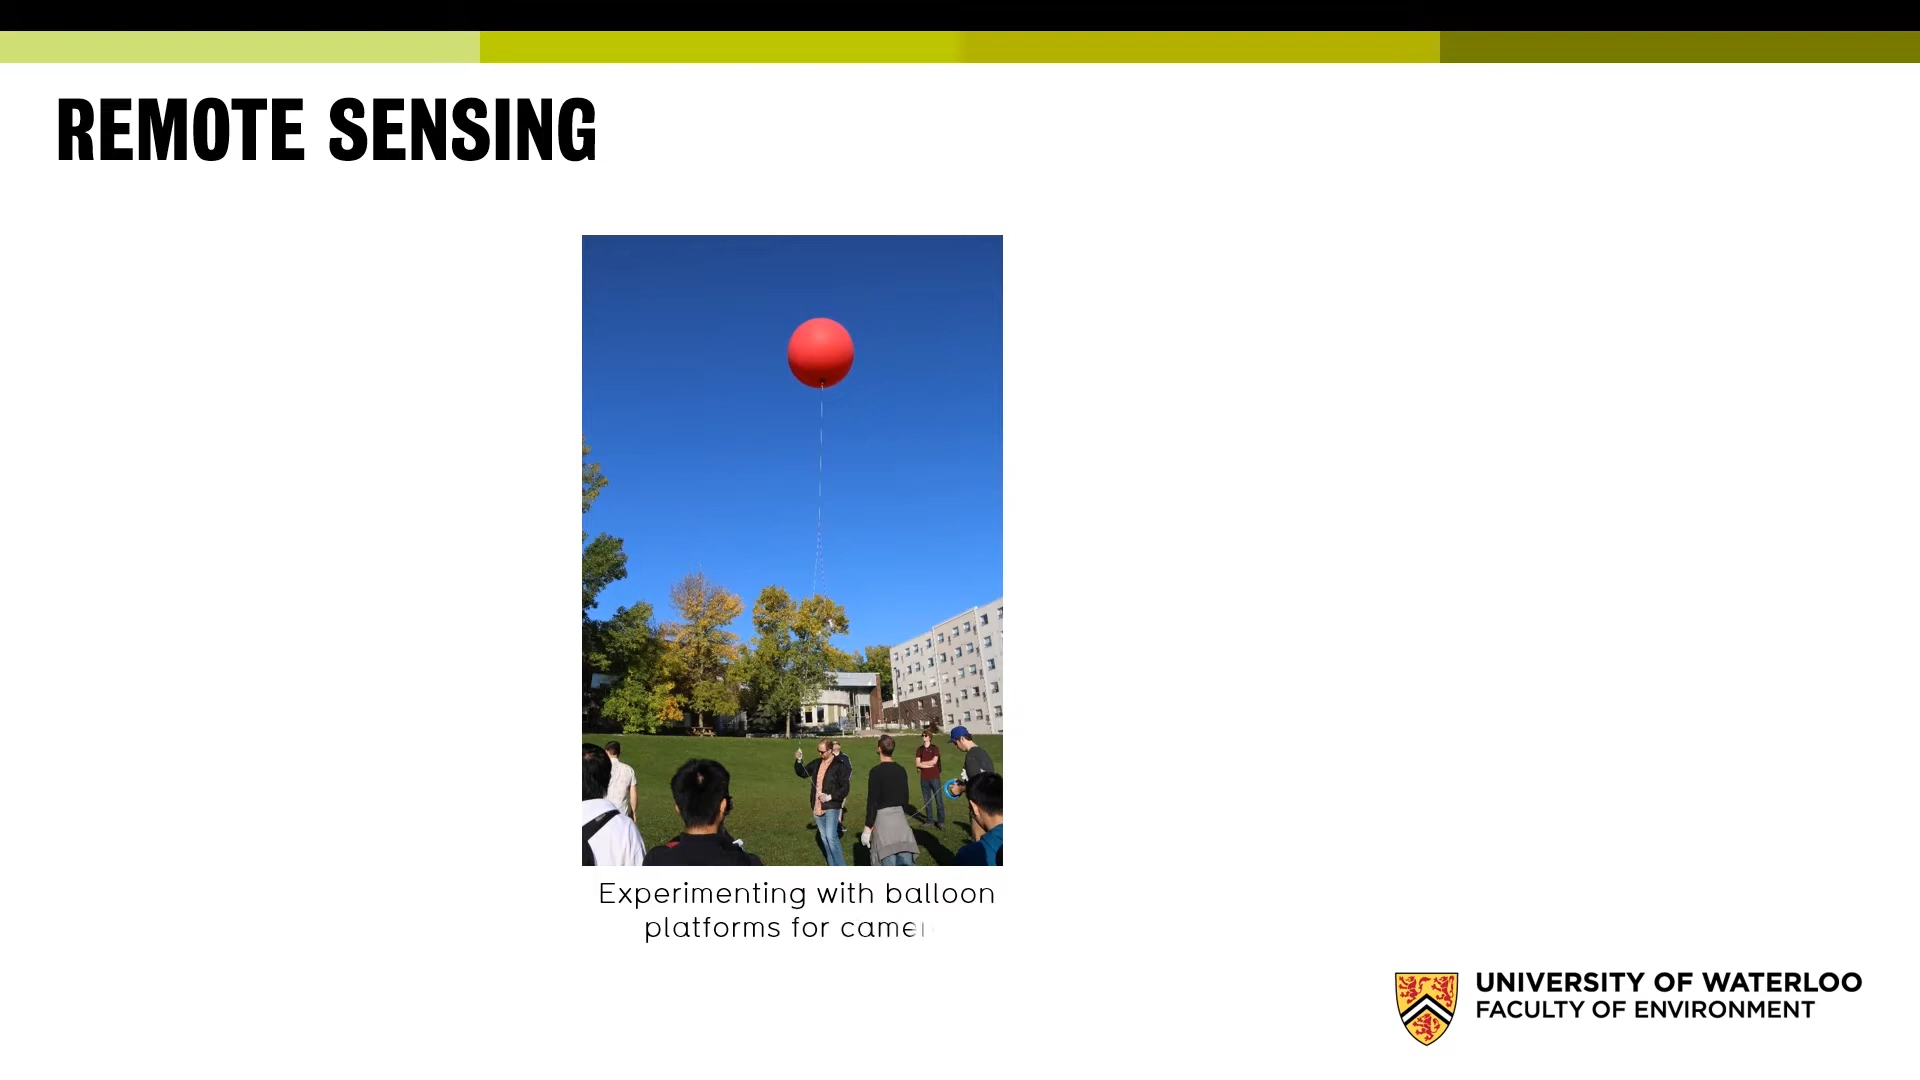 REMOTE SENSING
Experimenting with balloon
platforms for
UNIVERSITY OF WATERLOO
FACULTY OF ENVIRONMENT